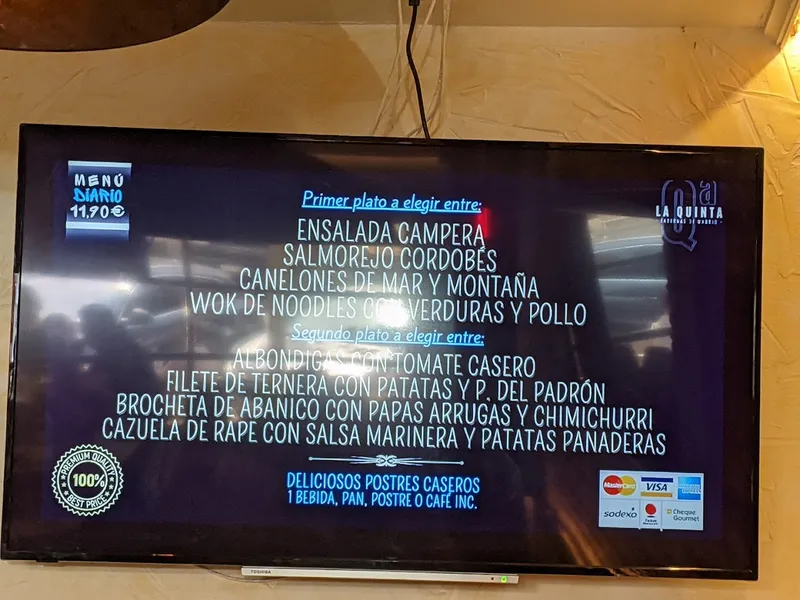 MENÚ
DIARIO
11,90€
Primer plato a elegir entre:
LA QUINTA
TABERNAS DE MADRID
ENSALADA CAMPERA
SALMOREJO CORDOBÉS
CANELONES DE MAR Y MONTAÑA
WOK DE NOODLES CON VERDURAS Y POLLO
Segundo plato a elegir entre:
ALBONDIGAS CON TOMATE CASERO
FILETE DE TERNERA CON PATATAS Y P. DEL PADRÓN
BROCHETA DE ABANICO CON PAPAS ARRUGAS Y CHIMICHURRI
CAZUELA DE RAPE CON SALSA MARINERA Y PATATAS PANADERAS
PREMIUM QUALITY
100%
BEST PRICE
DELICIOSOS POSTRES CASEROS
1 BEBIDA, PAN, POSTRE O CAFÉ INC.
MasterCard VISA
sodexo Cheque
Gourmet
TOSHIBA